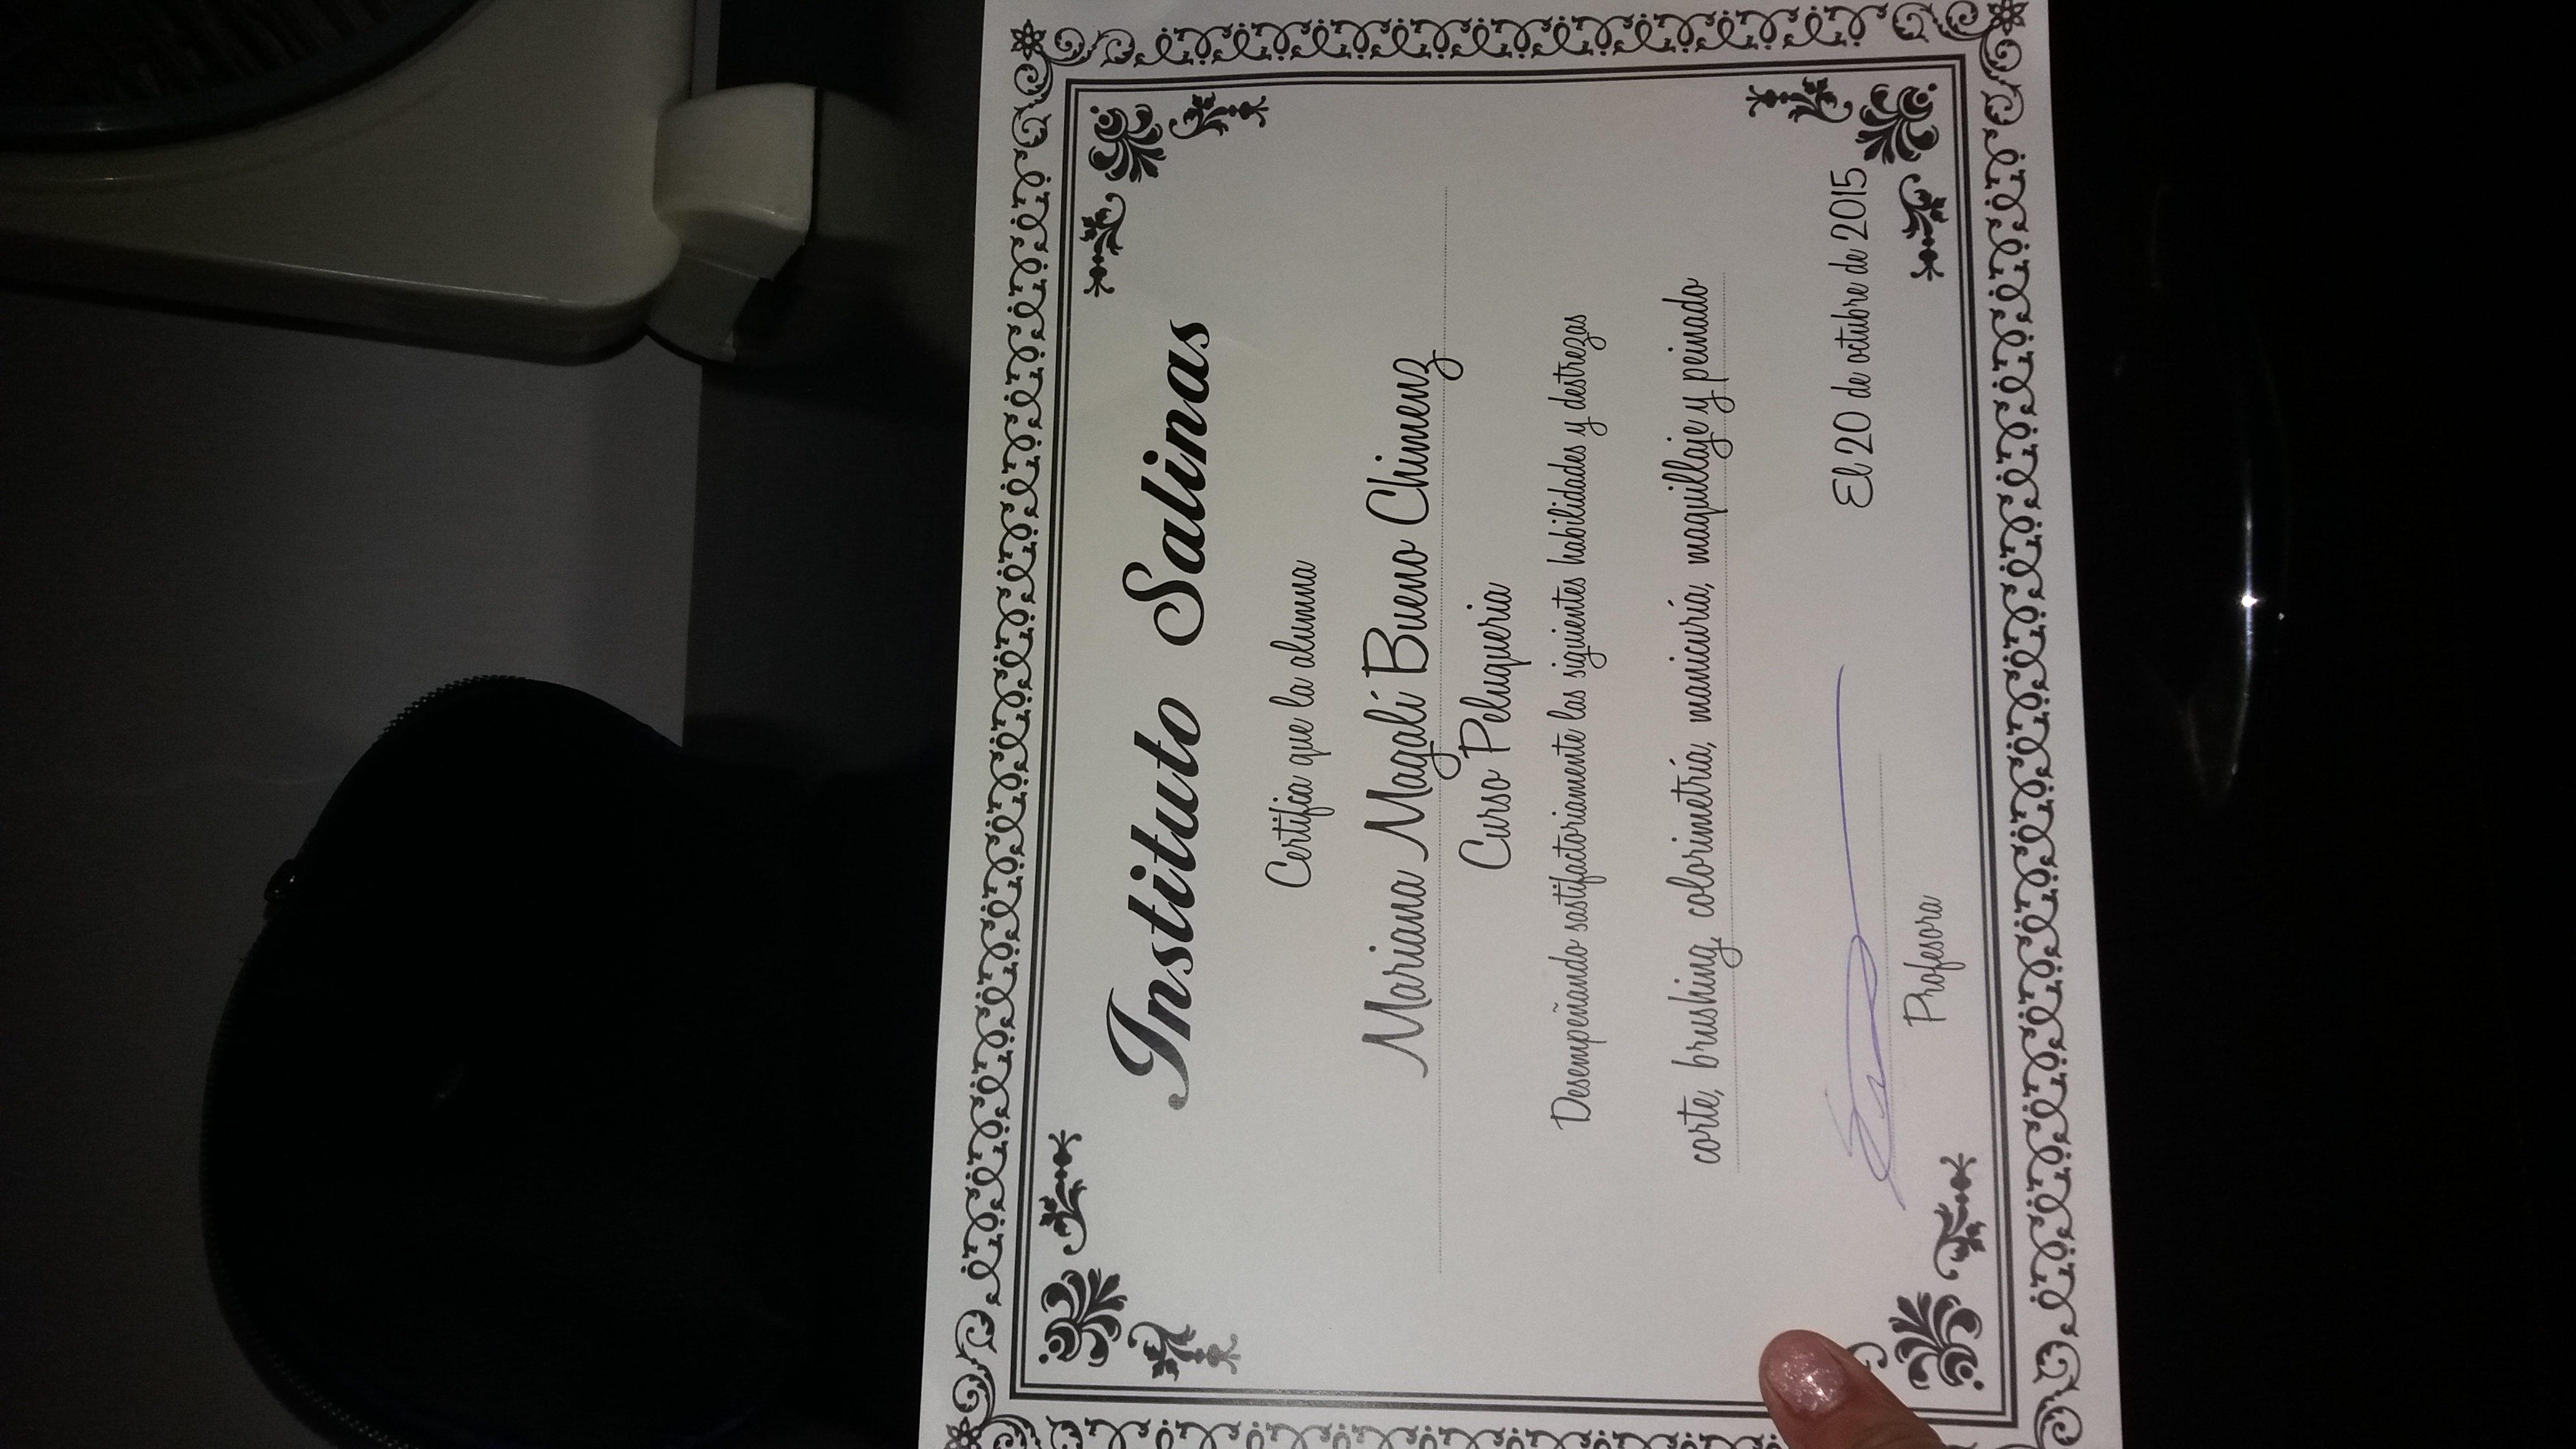 Instituto Salinas
Certifica que la alumna
Mariana Magalí Bueno Chimenz
Curso Peluqueria
Desempeñando sastifactoriamente las siguientes habilidades y destrezas
corte, brushing, colorimetría, manicuría, maquillaje y peinado
El 20 de octubre de 2015
Profesora